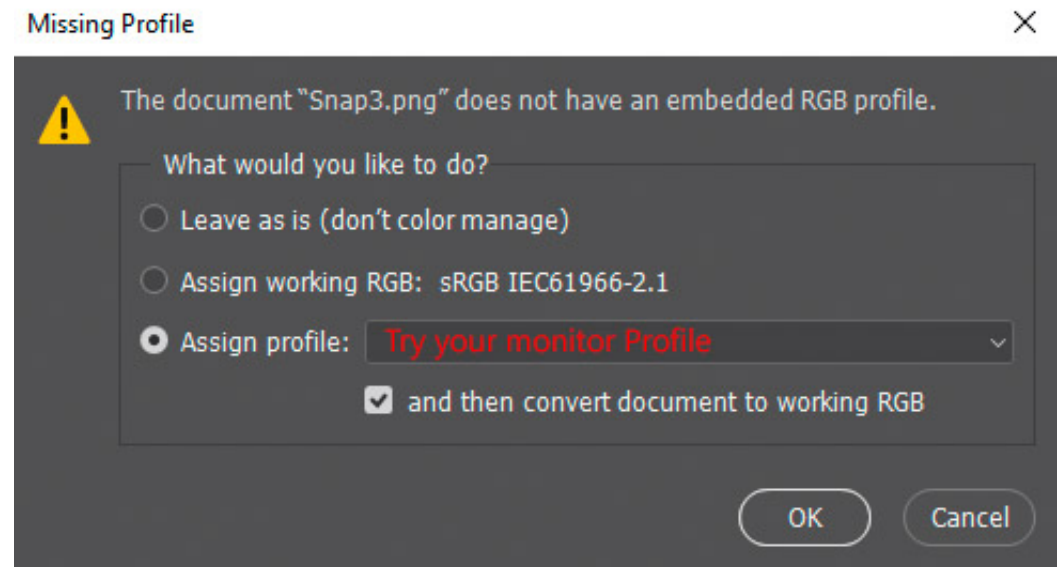 Missing Profile
The document “Snap3.png” does not have an embedded RGB profile.
What would you like to do?
Leave as is (don’t color manage)
Assign working RGB: sRGB IEC61966-2.1
Assign profile: Try your monitor Profile
and then convert document to working RGB
OK Cancel